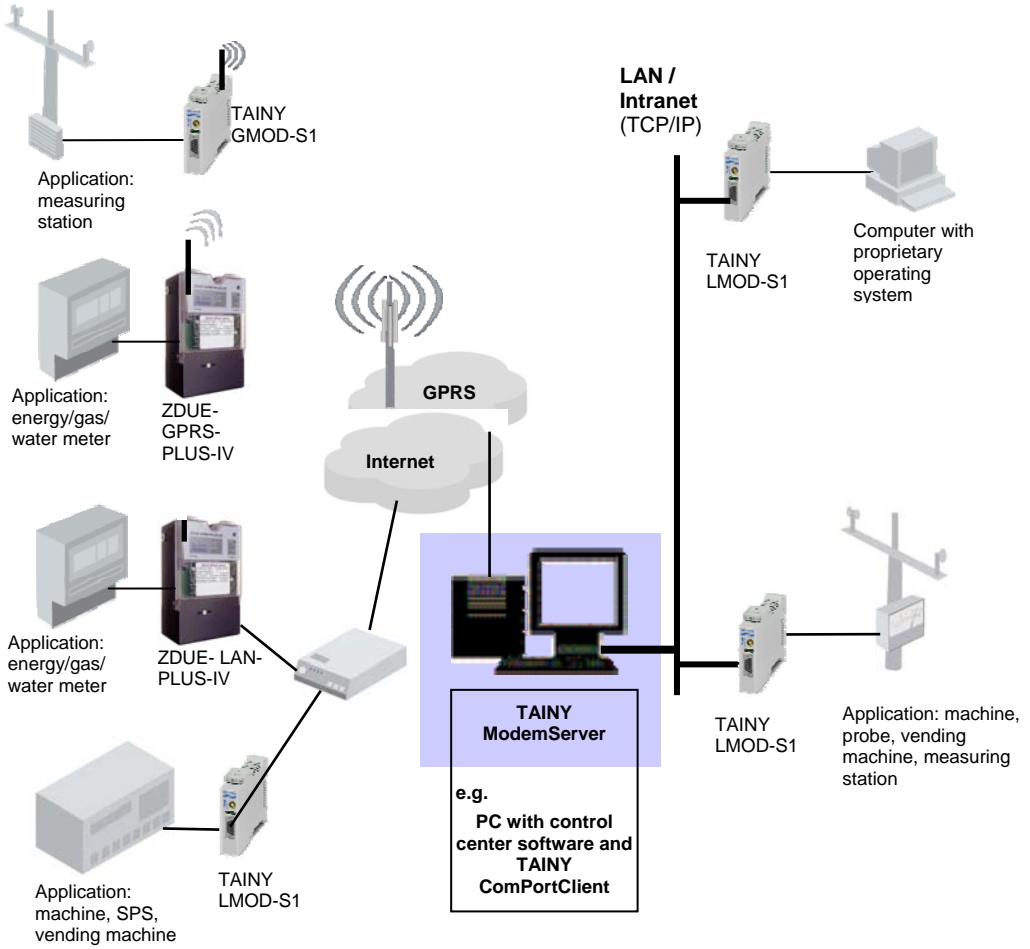 TAINY
GMOD-S1
Application:
measuring
station
LAN /
Intranet
(TCP/IP)
TAINY
LMOD-S1
Computer with
proprietary
operating
system
Application:
energy/gas/
water meter
ZDUE-
GPRS-
PLUS-IV
GPRS
Internet
Application:
energy/gas/
water meter
ZDUE- LAN-
PLUS-IV
TAINY
ModemServer
e.g.
PC with control
center software and
TAINY
ComPortClient
TAINY
LMOD-S1
Application: machine,
probe, vending
machine, measuring
station
Application:
machine, SPS,
vending machine
TAINY
LMOD-S1